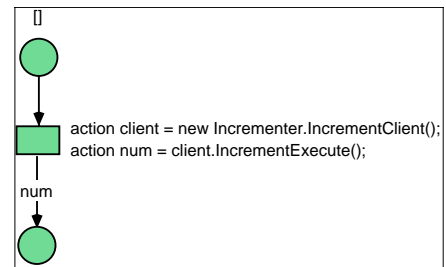 []
action client = new Incrementer.IncrementClient();
action num = client.IncrementExecute();
num